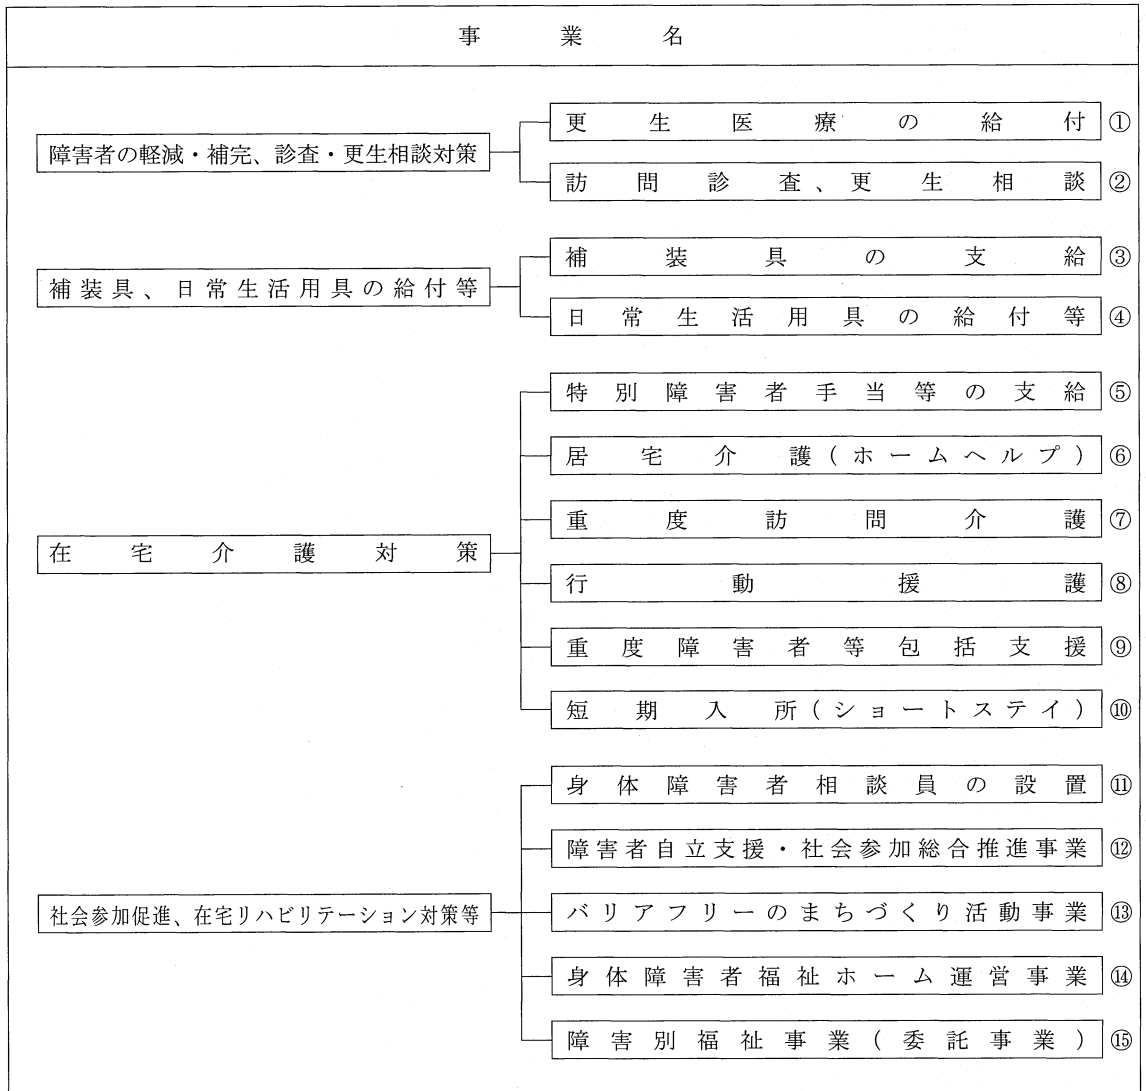 事業名
障害者の軽減・補完、診査・更生相談対策
更生医療の給付 ①
訪問診査、更生相談 ②
補装具、日常生活用具の給付等
補装具の支給 ③
日常生活用具の給付等 ④
在宅介護対策
特別障害者手当等の支給 ⑤
居宅介護(ホームヘルプ) ⑥
重度訪問介護 ⑦
行動援護 ⑧
重度障害者等包括支援 ⑨
短期入所(ショートステイ) ⑩
社会参加促進、在宅リハビリテーション対策等
身体障害者相談員の設置 ⑪
障害者自立支援・社会参加総合推進事業 ⑫
バリアフリーのまちづくり活動事業 ⑬
身体障害者福祉ホーム運営事業 ⑭
障害別福祉事業(委託事業) ⑮